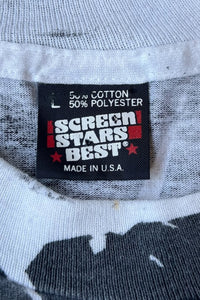 L 50% COTTON
50% POLYESTER
SCREEN
STARS
BEST®
MADE IN U.S.A.